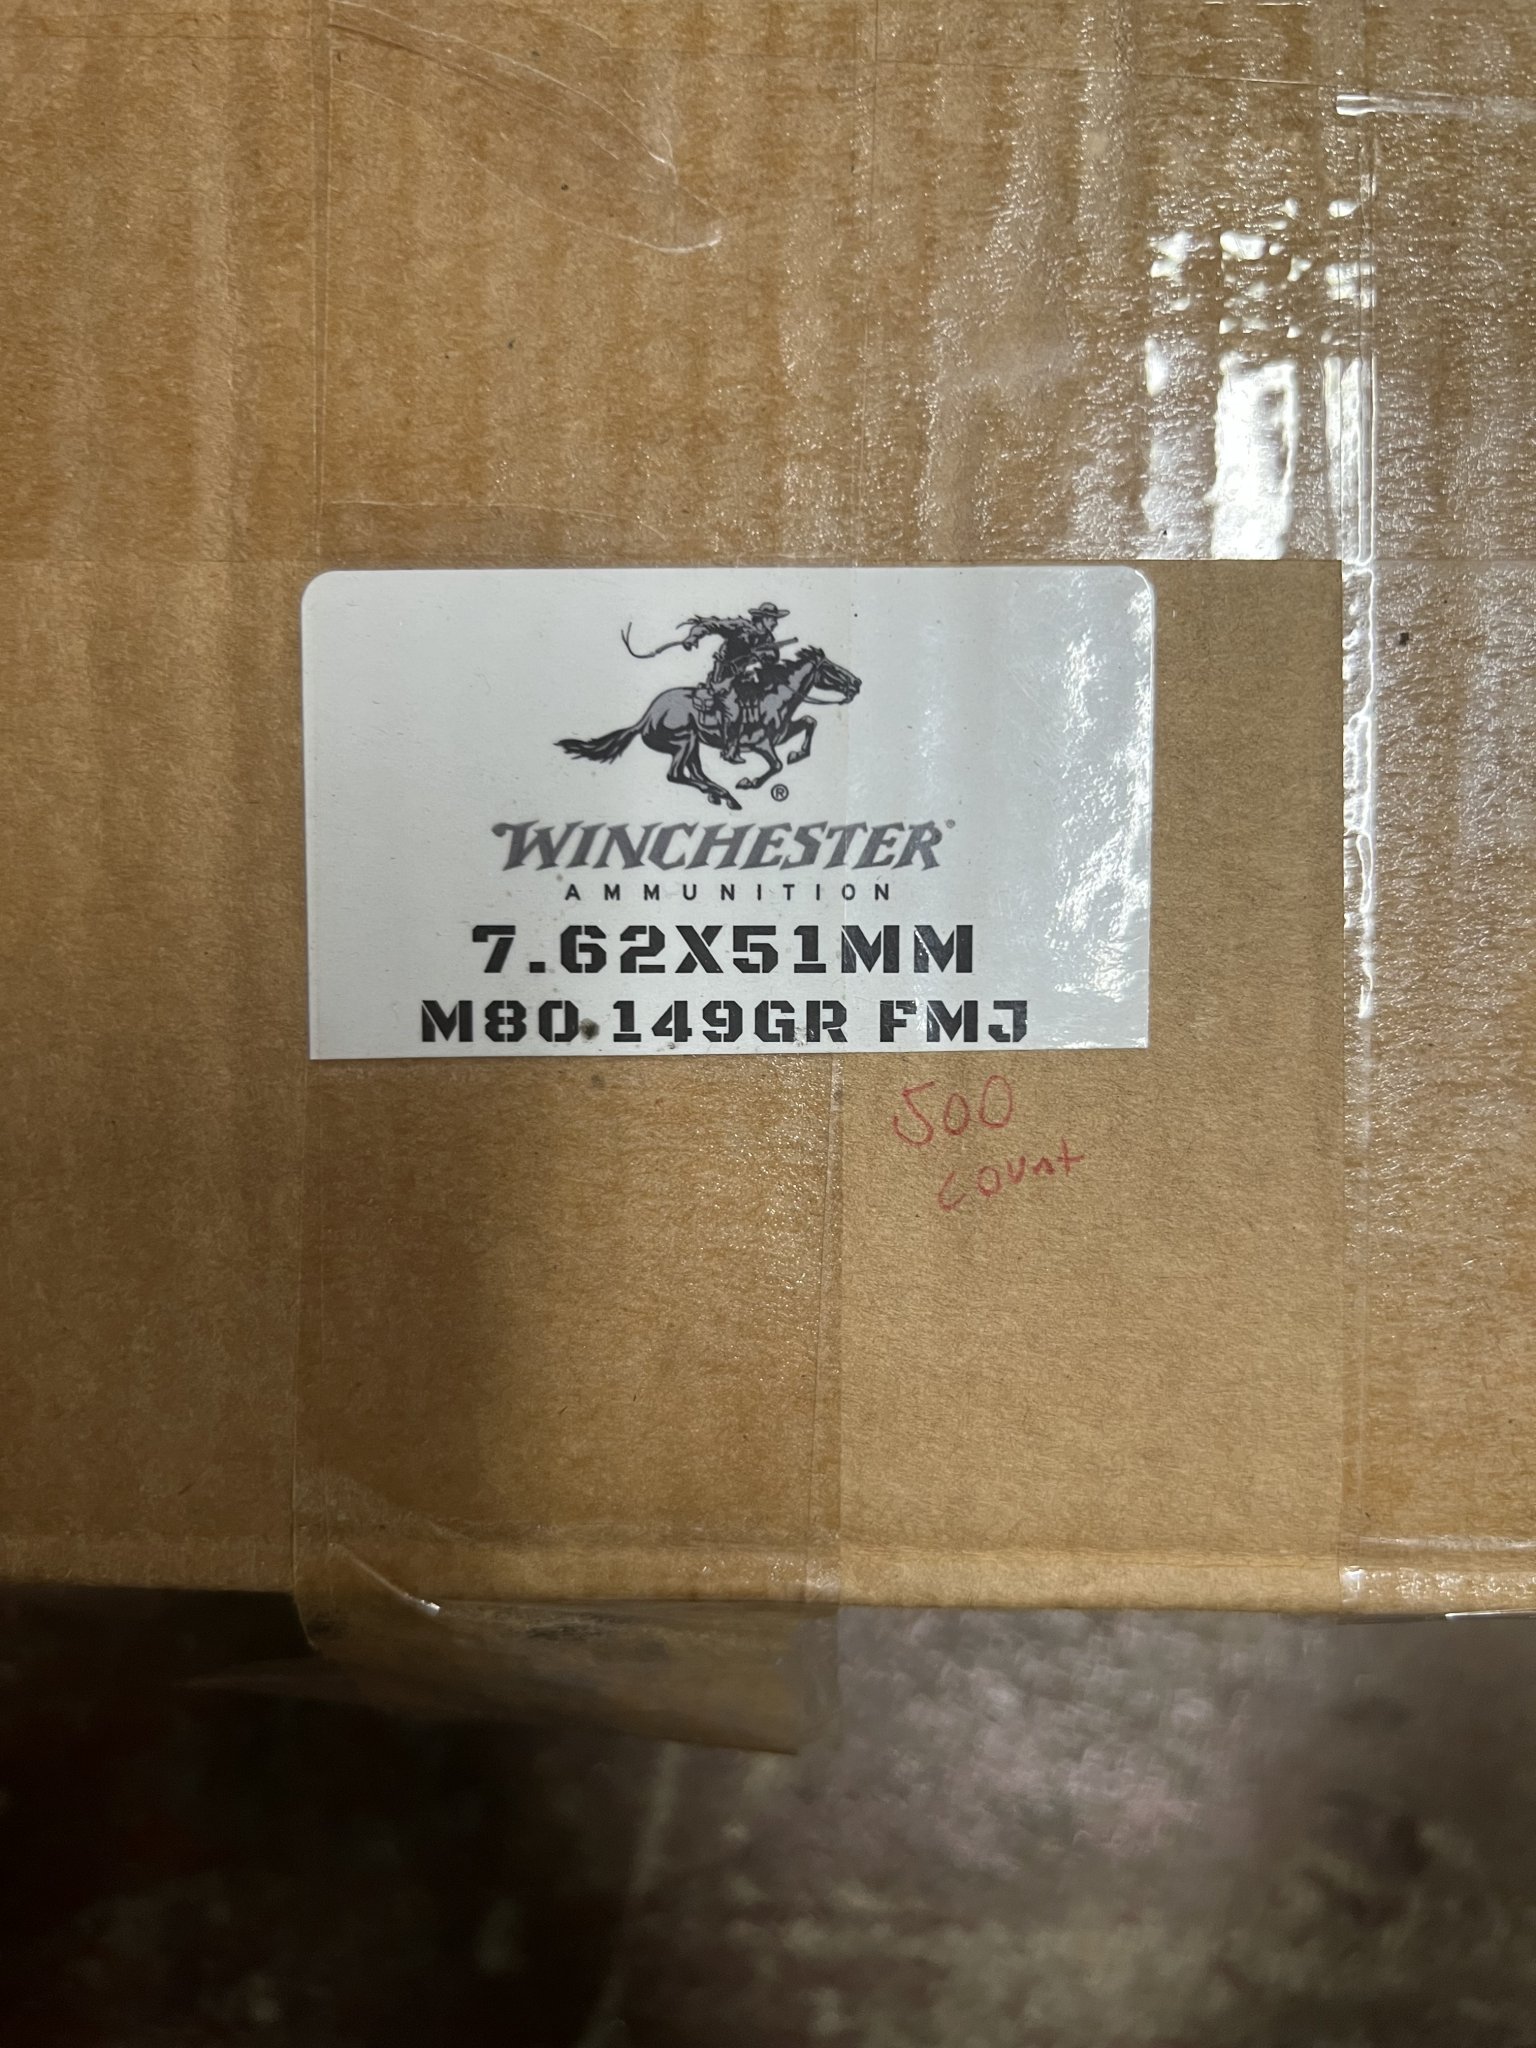 ®
WINCHESTER
AMMUNITION
7.62X51MM
M80 149GR FMJ
500
count